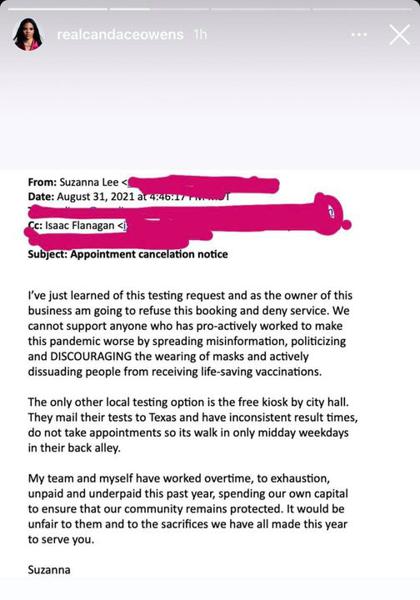 realcandaceowens 1h
From: Suzanna Lee <
Date: August 31, 2021 at 4:46:17 PM MDT
Cc: Isaac Flanagan <
Subject: Appointment cancelation notice
I've just learned of this testing request and as the owner of this
business am going to refuse this booking and deny service. We
cannot support anyone who has pro-actively worked to make
this pandemic worse by spreading misinformation, politicizing
and DISCOURAGING the wearing of masks and actively
dissuading people from receiving life-saving vaccinations.
The only other local testing option is the free kiosk by city hall.
They mail their tests to Texas and have inconsistent result times,
do not take appointments so its walk in only midday weekdays
in their back alley.
My team and myself have worked overtime, to exhaustion,
unpaid and underpaid this past year, spending our own capital
to ensure that our community remains protected. It would be
unfair to them and to the sacrifices we have all made this year
to serve you.
Suzanna